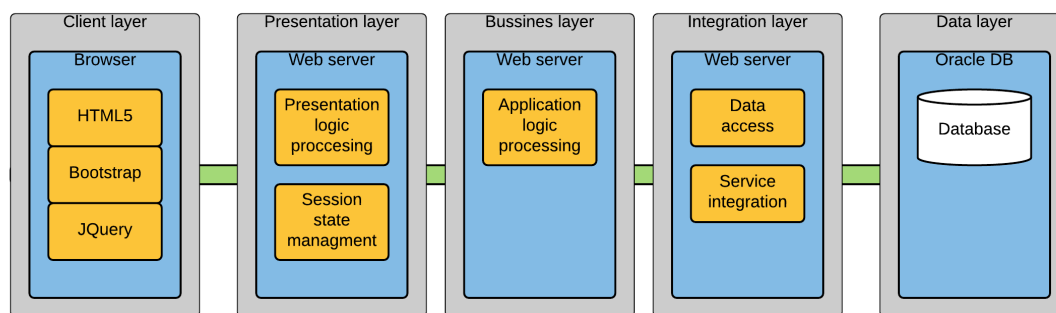 Client layer
Browser
HTML5
Bootstrap
JQuery
Presentation layer
Web server
Presentation
logic
proccesing
Session
state
managment
Bussines layer
Web server
Application
logic
processing
Integration layer
Web server
Data
access
Service
integration
Data layer
Oracle DB
Database